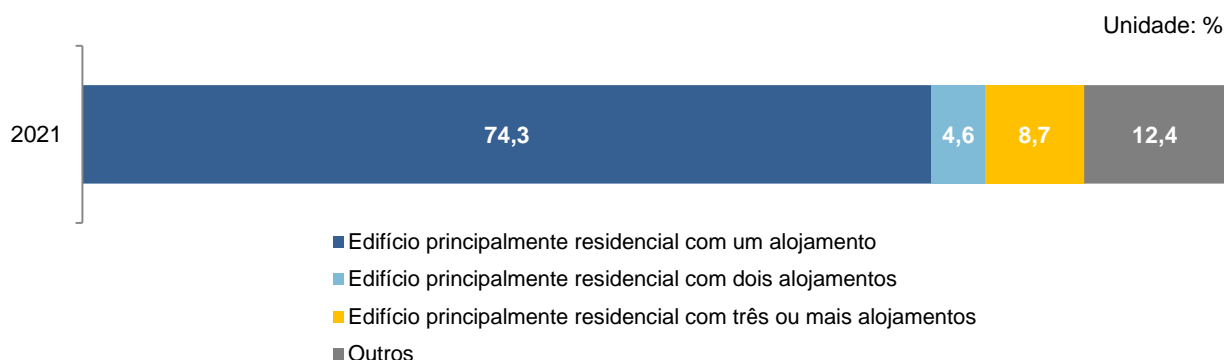 Unidade: %
2021
74,3
4,6
8,7
12,4
Edifício principalmente residencial com um alojamento
Edifício principalmente residencial com dois alojamentos
Edifício principalmente residencial com três ou mais alojamentos
Outros